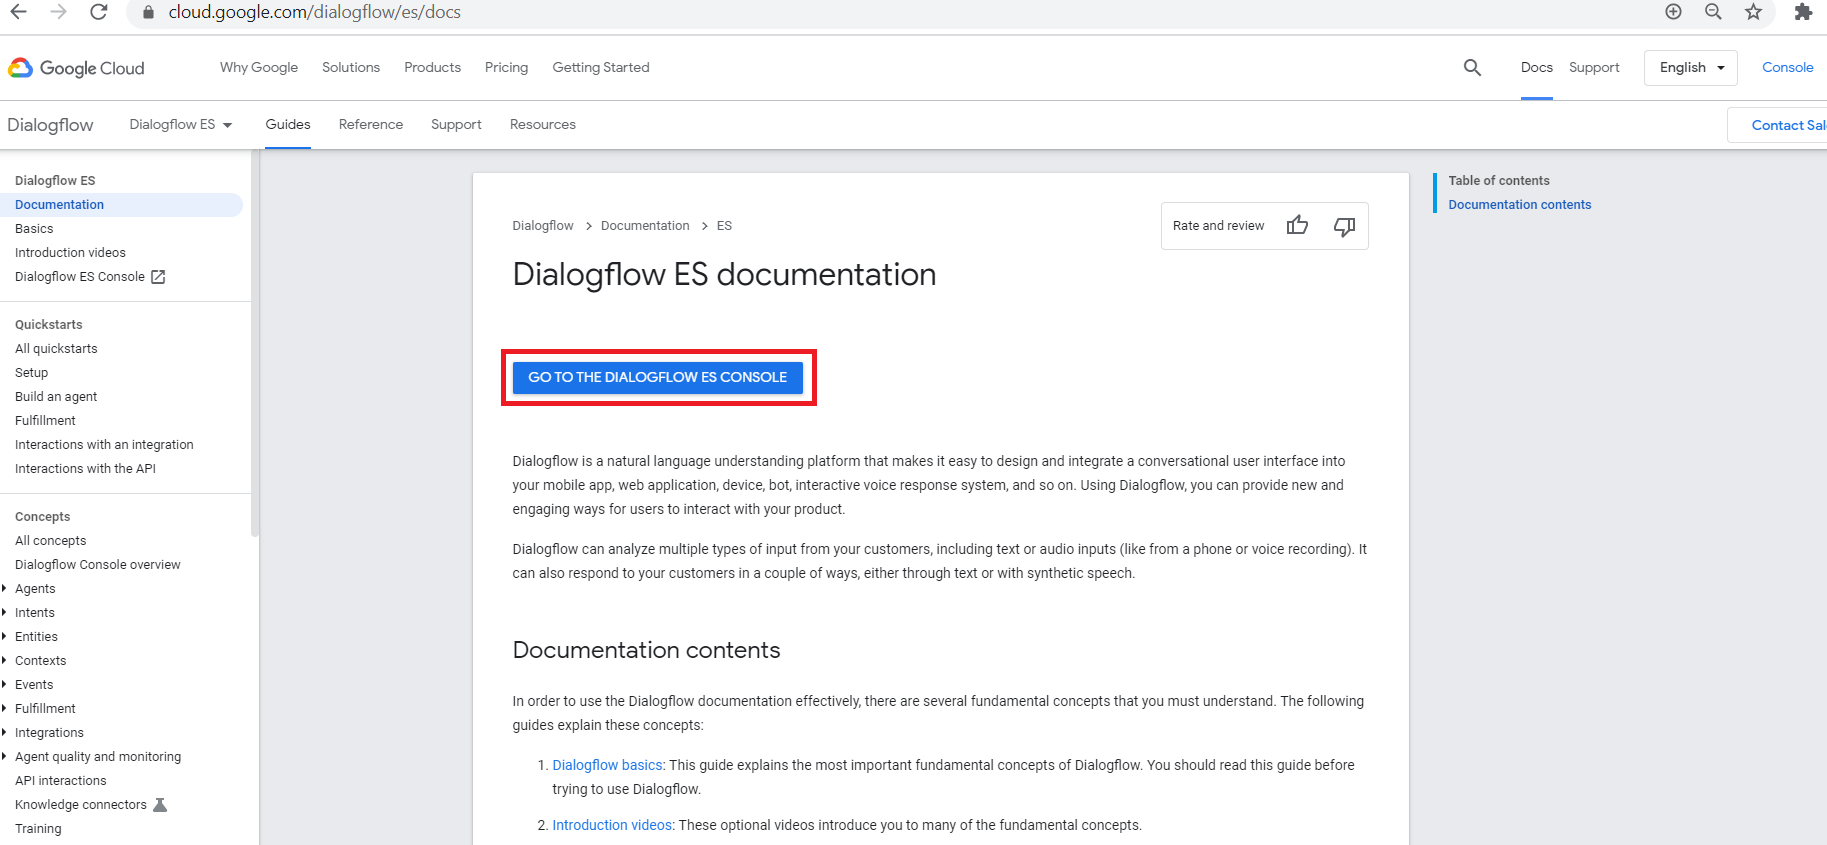 cloud.google.com/dialogflow/es/docs
Google Cloud
Why Google
Solutions
Products
Pricing
Getting Started
Docs
Support
English
Console
Dialogflow
Dialogflow ES
Guides
Reference
Support
Resources
Contact Sal
Dialogflow ES
Documentation
Basics
Introduction videos
Dialogflow ES Console
Quickstarts
All quickstarts
Setup
Build an agent
Fulfillment
Interactions with an integration
Interactions with the API
Concepts
All concepts
Dialogflow Console overview
Agents
Intents
Entities
Contexts
Events
Fulfillment
Integrations
Agent quality and monitoring
API interactions
Knowledge connectors
Training
Dialogflow > Documentation > ES
Rate and review
Dialogflow ES documentation
GO TO THE DIALOGFLOW ES CONSOLE
Dialogflow is a natural language understanding platform that makes it easy to design and integrate a conversational user interface into
your mobile app, web application, device, bot, interactive voice response system, and so on. Using Dialogflow, you can provide new and
engaging ways for users to interact with your product.
Dialogflow can analyze multiple types of input from your customers, including text or audio inputs (like from a phone or voice recording). It
can also respond to your customers in a couple of ways, either through text or with synthetic speech.
Documentation contents
In order to use the Dialogflow documentation effectively, there are several fundamental concepts that you must understand. The following
guides explain these concepts:
1. Dialogflow basics: This guide explains the most important fundamental concepts of Dialogflow. You should read this guide before
trying to use Dialogflow.
2. Introduction videos: These optional videos introduce you to many of the fundamental concepts.
Table of contents
Documentation contents